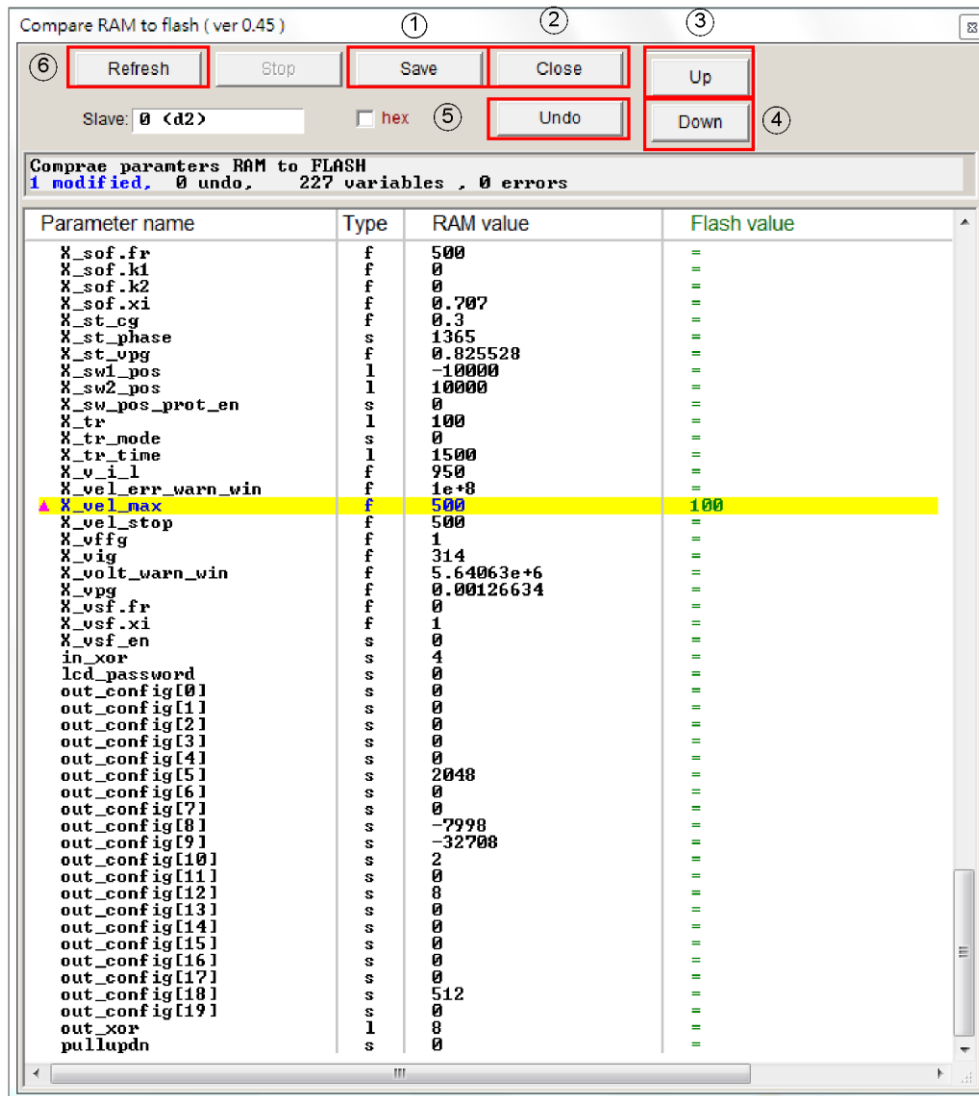 Compare RAM to flash ( ver 0.45 )
① ② ③
⑥ Refresh Stop Save Close Up
Slave: 0 (d2) hex ⑤ Undo Down ④
Comprae paramters RAM to FLASH
1 modified, 0 undo, 227 variables , 0 errors
Parameter name Type RAM value Flash value
X_sof.fr f 500 =
X_sof.k1 f 0 =
X_sof.k2 f 0 =
X_sof.xi f 0.707 =
X_st_cg f 0.3 =
X_st_phase s 1365 =
X_st_vpg f 0.825528 =
X_sw1_pos l -10000 =
X_sw2_pos l 10000 =
X_sw_pos_prot_en s 0 =
X_tr l 100 =
X_tr_mode s 0 =
X_tr_time l 1500 =
X_v_i_l f 950 =
X_vel_err_warn_win f 1e+8 =
X_vel_max f 500 100
X_vel_stop f 500 =
X_vffg f 1 =
X_vig f 314 =
X_volt_warn_win f 5.64063e+6 =
X_vpg f 0.00126634 =
X_vsf.fr f 0 =
X_vsf.xi f 1 =
X_vsf_en s 0 =
in_xor s 4 =
lcd_password s 0 =
out_config[0] s 0 =
out_config[1] s 0 =
out_config[2] s 0 =
out_config[3] s 0 =
out_config[4] s 0 =
out_config[5] s 2048 =
out_config[6] s 0 =
out_config[7] s 0 =
out_config[8] s -7998 =
out_config[9] s -32708 =
out_config[10] s 2 =
out_config[11] s 0 =
out_config[12] s 8 =
out_config[13] s 0 =
out_config[14] s 0 =
out_config[15] s 0 =
out_config[16] s 0 =
out_config[17] s 0 =
out_config[18] s 512 =
out_config[19] s 0 =
out_xor l 8 =
pullupdn s 0 =